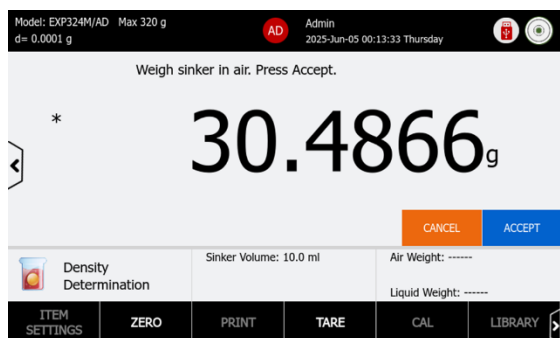 Model: EXP324M/AD Max 320 g
d= 0.0001 g
AD
Admin
2025-Jun-05 00:13:33 Thursday
Weigh sinker in air. Press Accept.
*
30.4866g
CANCEL
ACCEPT
Density
Determination
Sinker Volume: 10.0 ml
Air Weight: ------
Liquid Weight: ------
ITEM
SETTINGS
ZERO
PRINT
TARE
CAL
LIBRARY